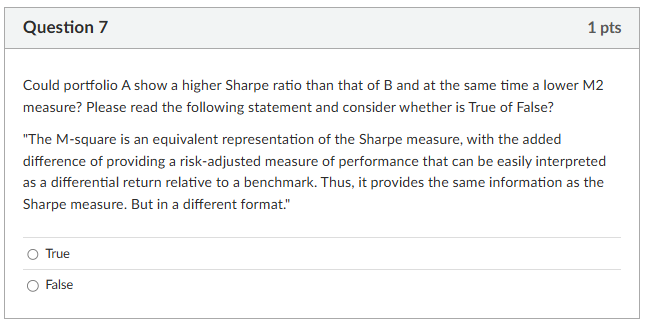 Question 7
1 pts
Could portfolio A show a higher Sharpe ratio than that of B and at the same time a lower M2
measure? Please read the following statement and consider whether is True of False?
"The M-square is an equivalent representation of the Sharpe measure, with the added
difference of providing a risk-adjusted measure of performance that can be easily interpreted
as a differential return relative to a benchmark. Thus, it provides the same information as the
Sharpe measure. But in a different format."
True
False